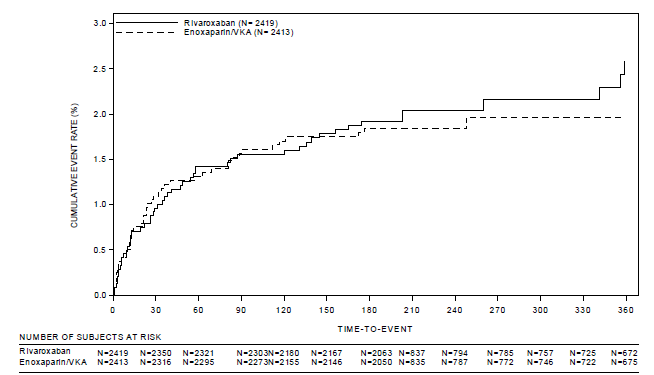 Rivaroxaban (N= 2419)
Enoxaparin/VKA (N= 2413)
CUMULATIVE EVENT RATE (%)
3.0
2.5
2.0
1.5
1.0
0.5
0.0
0 30 60 90 120 150 180 210 240 270 300 330 360
TIME-TO-EVENT
NUMBER OF SUBJECTS AT RISK
Rivaroxaban N=2419 N=2350 N=2321 N=2303 N=2180 N=2167 N=2063 N=837 N=794 N=785 N=757 N=725 N=672
Enoxaparin/VKA N=2413 N=2316 N=2295 N=2273 N=2155 N=2146 N=2050 N=835 N=787 N=772 N=746 N=722 N=675